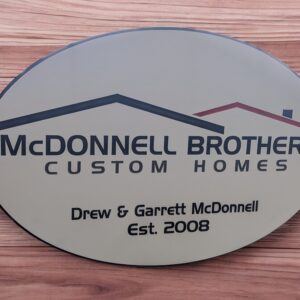 McDONNELL BROTHER
CUSTOM HOMES
Drew & Garrett McDonnell
Est. 2008